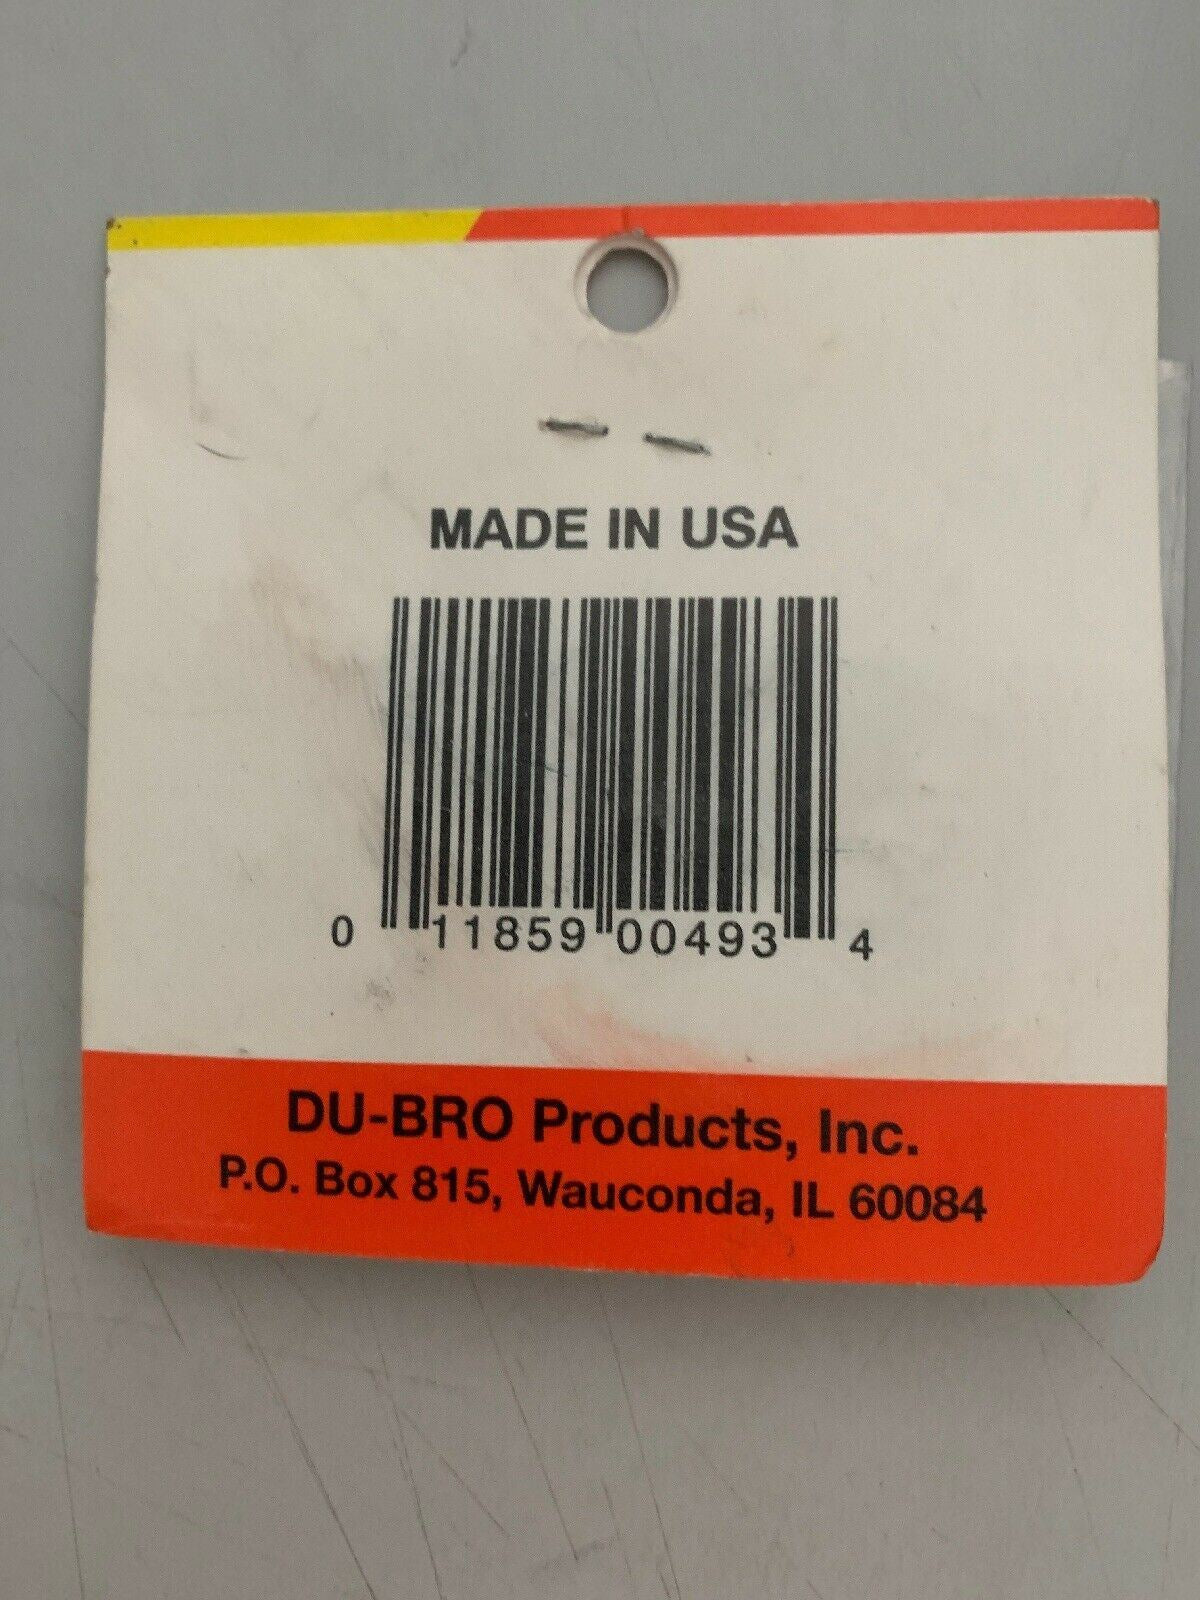 MADE IN USA
0 11859 00493 4
DU-BRO Products, Inc.
P.O. Box 815, Wauconda, IL 60084